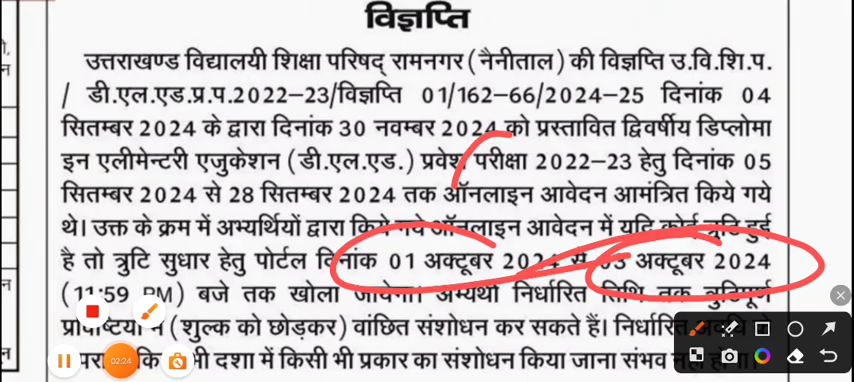 विज्ञप्ति
उत्तराखण्ड विद्यालयी शिक्षा परिषद् रामनगर (नैनीताल) की विज्ञप्ति उ.वि.शि.प.
/ डी.एल.एड.प्र.प.2022–23/विज्ञप्ति 01/162–66/2024–25 दिनांक 04
सितम्बर 2024 के द्वारा दिनांक 30 नवम्बर 2024 को प्रस्तावित द्विवर्षीय डिप्लोमा
इन एलीमेन्टरी एजुकेशन (डी.एल.एड.) प्रवेश परीक्षा 2022–23 हेतु दिनांक 05
सितम्बर 2024 से 28 सितम्बर 2024 तक ऑनलाइन आवेदन आमंत्रित किये गये
थे। उक्त के क्रम में अभ्यर्थियों द्वारा किये गये ऑनलाइन आवेदन में यदि कोई त्रुटि हुई
है तो त्रुटि सुधार हेतु पोर्टल दिनांक 01 अक्टूबर 2024 से 03 अक्टूबर 2024
(11:59 PM) बजे तक खोला जायेगा। अभ्यर्थी निर्धारित तिथि तक त्रुटिपूर्ण
प्रविष्टियों में (शुल्क को छोड़कर) वांछित संशोधन कर सकते हैं। निर्धारित
भी दशा में किसी भी प्रकार का संशोधन किया जाना संभव नहीं होगा।
02:24